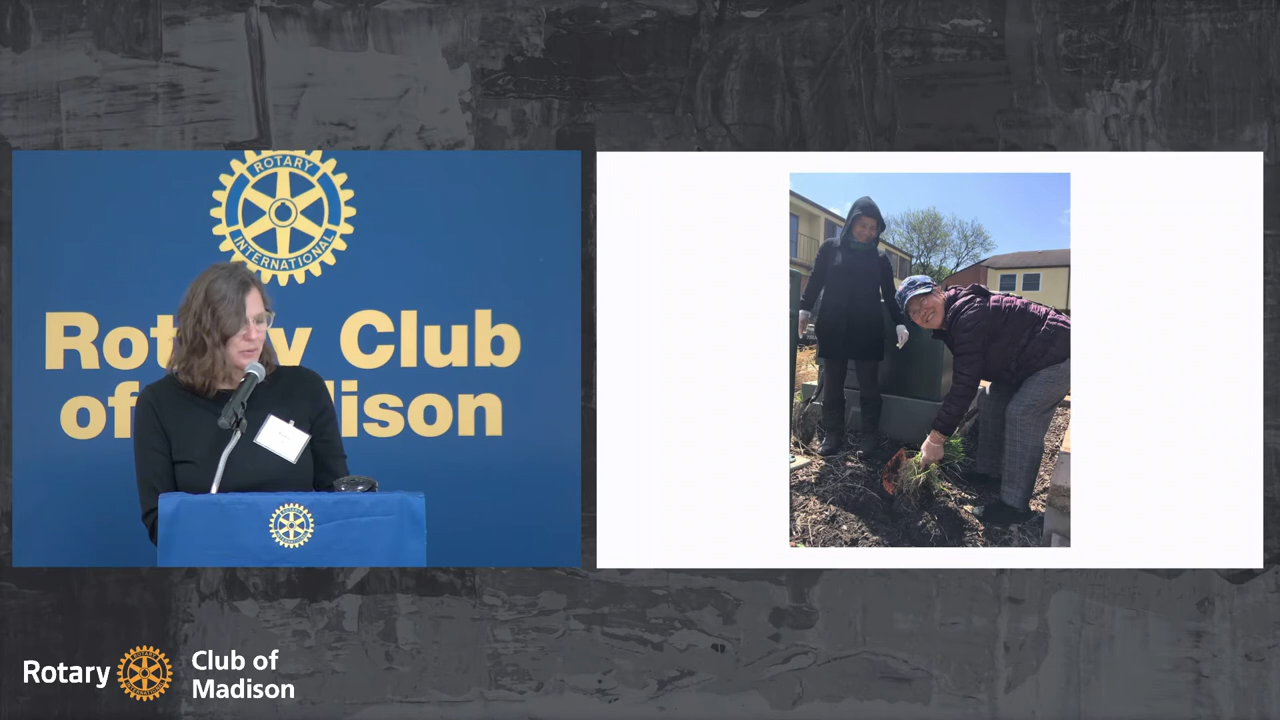 ROTARY
INTERNATIONAL
Rotary Club
of Madison
Rotary
Club of
Madison